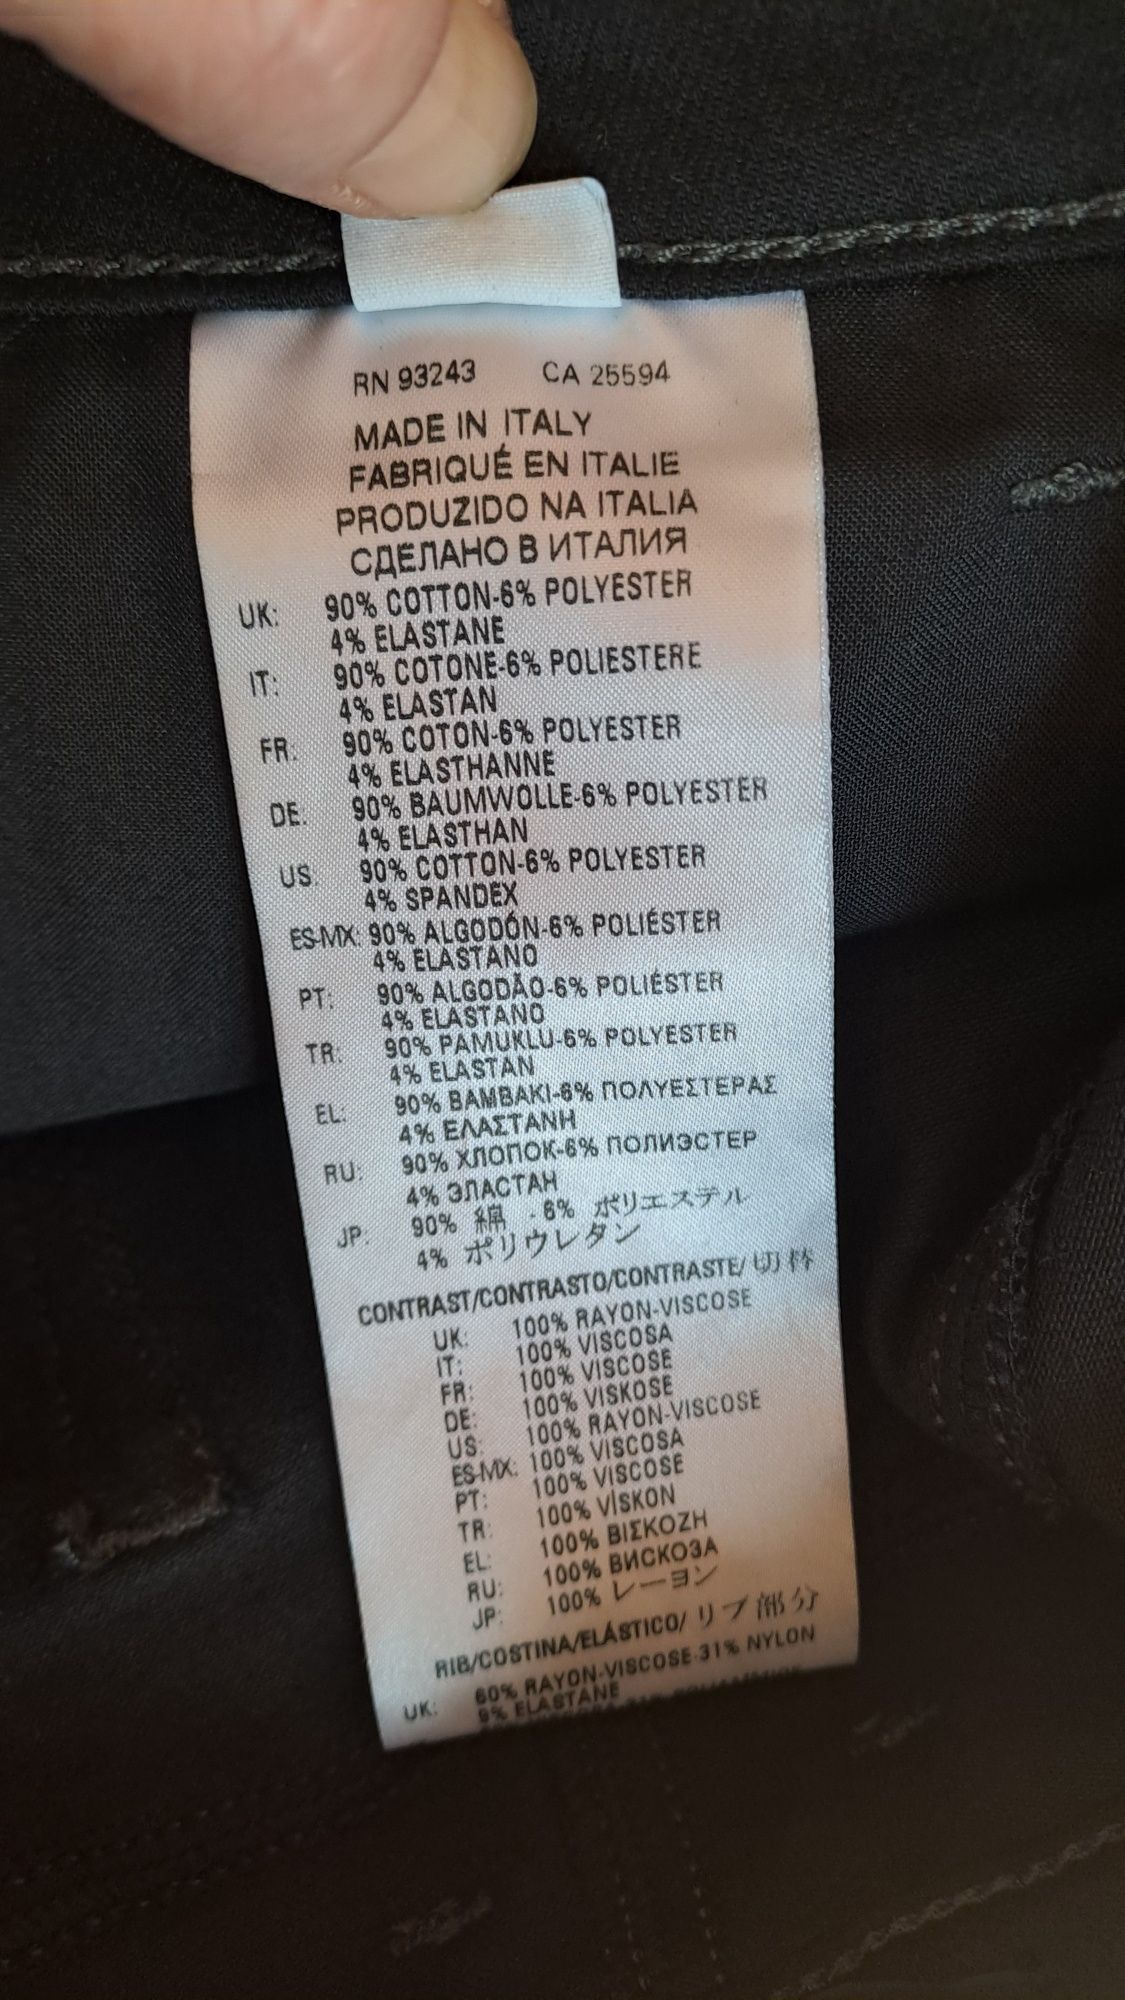 RN 93243 CA 25594
MADE IN ITALY
FABRIQUÉ EN ITALIE
PRODUZIDO NA ITALIA
СДЕЛАНО В ИТАЛИЯ
UK: 90% COTTON-6% POLYESTER
4% ELASTANE
IT: 90% COTONE-6% POLIESTERE
4% ELASTAN
FR: 90% COTON-6% POLYESTER
4% ELASTHANNE
DE: 90% BAUMWOLLE-6% POLYESTER
4% ELASTHAN
US: 90% COTTON-6% POLYESTER
4% SPANDEX
ES-MX: 90% ALGODÓN-6% POLIÉSTER
4% ELASTANO
PT: 90% ALGODÃO-6% POLIÉSTER
4% ELASTANO
TR: 90% PAMUKLU-6% POLYESTER
4% ELASTAN
EL: 90% ΒΑΜΒΑΚΙ-6% ΠΟΛΥΕΣΤΕΡΑΣ
4% ΕΛΑΣΤΑΝΗ
RU: 90% ХЛОПОК-6% ПОЛИЭСТЕР
4% ЭЛАСТАН
JP: 90% 綿 -6% ポリエステル
4% ポリウレタン
CONTRAST/CONTRASTO/CONTRASTE/ 切替
UK: 100% RAYON-VISCOSE
IT: 100% VISCOSA
FR: 100% VISCOSE
DE: 100% VISKOSE
US: 100% RAYON-VISCOSE
ES-MX: 100% VISCOSA
PT: 100% VISCOSE
TR: 100% VİSKON
EL: 100% ΒΙΣΚΟΖΗ
RU: 100% ВИСКОЗА
JP: 100% レーヨン
RIB/COSTINA/ELÁSTICO/ リブ部分
UK: 60% RAYON-VISCOSE-31% NYLON
9% ELASTANE